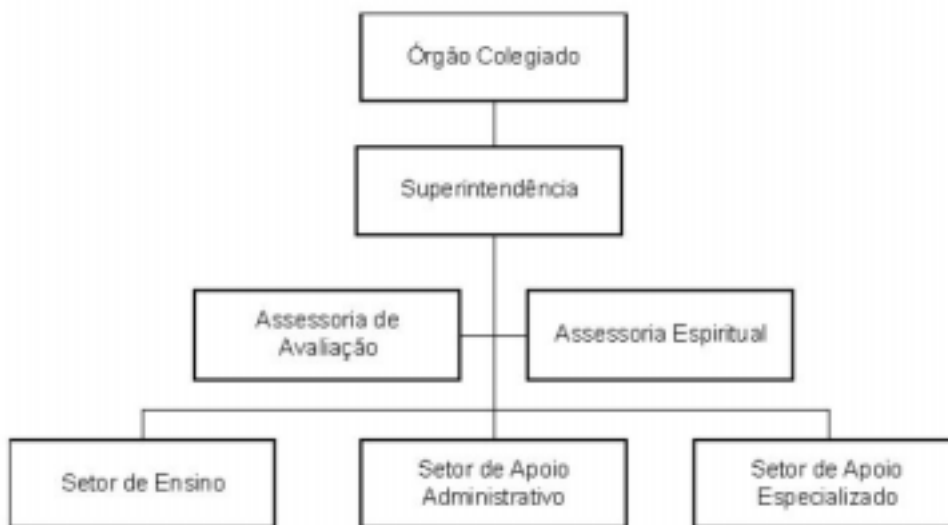 Órgão Colegiado
Superintendência
Assessoria de
Avaliação
Assessoria Espiritual
Setor de Ensino
Setor de Apoio
Administrativo
Setor de Apoio
Especializado